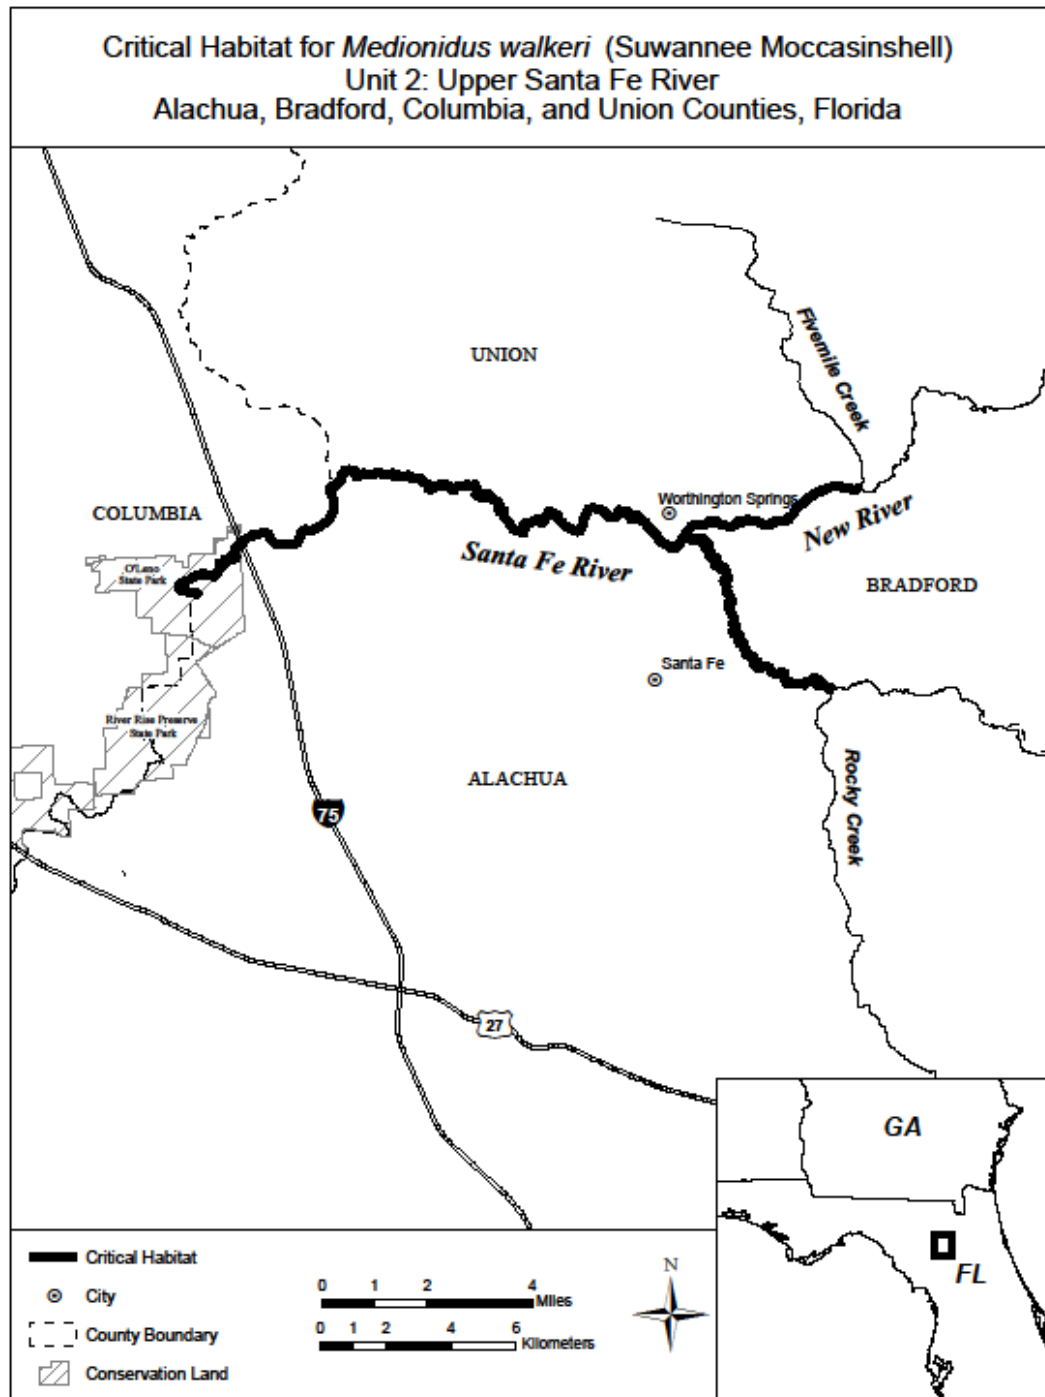 Critical Habitat for Medionidus walkeri (Suwannee Moccasinshell)
Unit 2: Upper Santa Fe River
Alachua, Bradford, Columbia, and Union Counties, Florida
Fivemile Creek
UNION
Worthington Springs
COLUMBIA
New River
Santa Fe River
O'Leno
State Park
BRADFORD
Santa Fe
River Rise Preserve
State Park
ALACHUA
Rocky Creek
75
27
GA
FL
Critical Habitat
City
County Boundary
Conservation Land
0 1 2 4
Miles
0 1 2 4 6
Kilometers
N